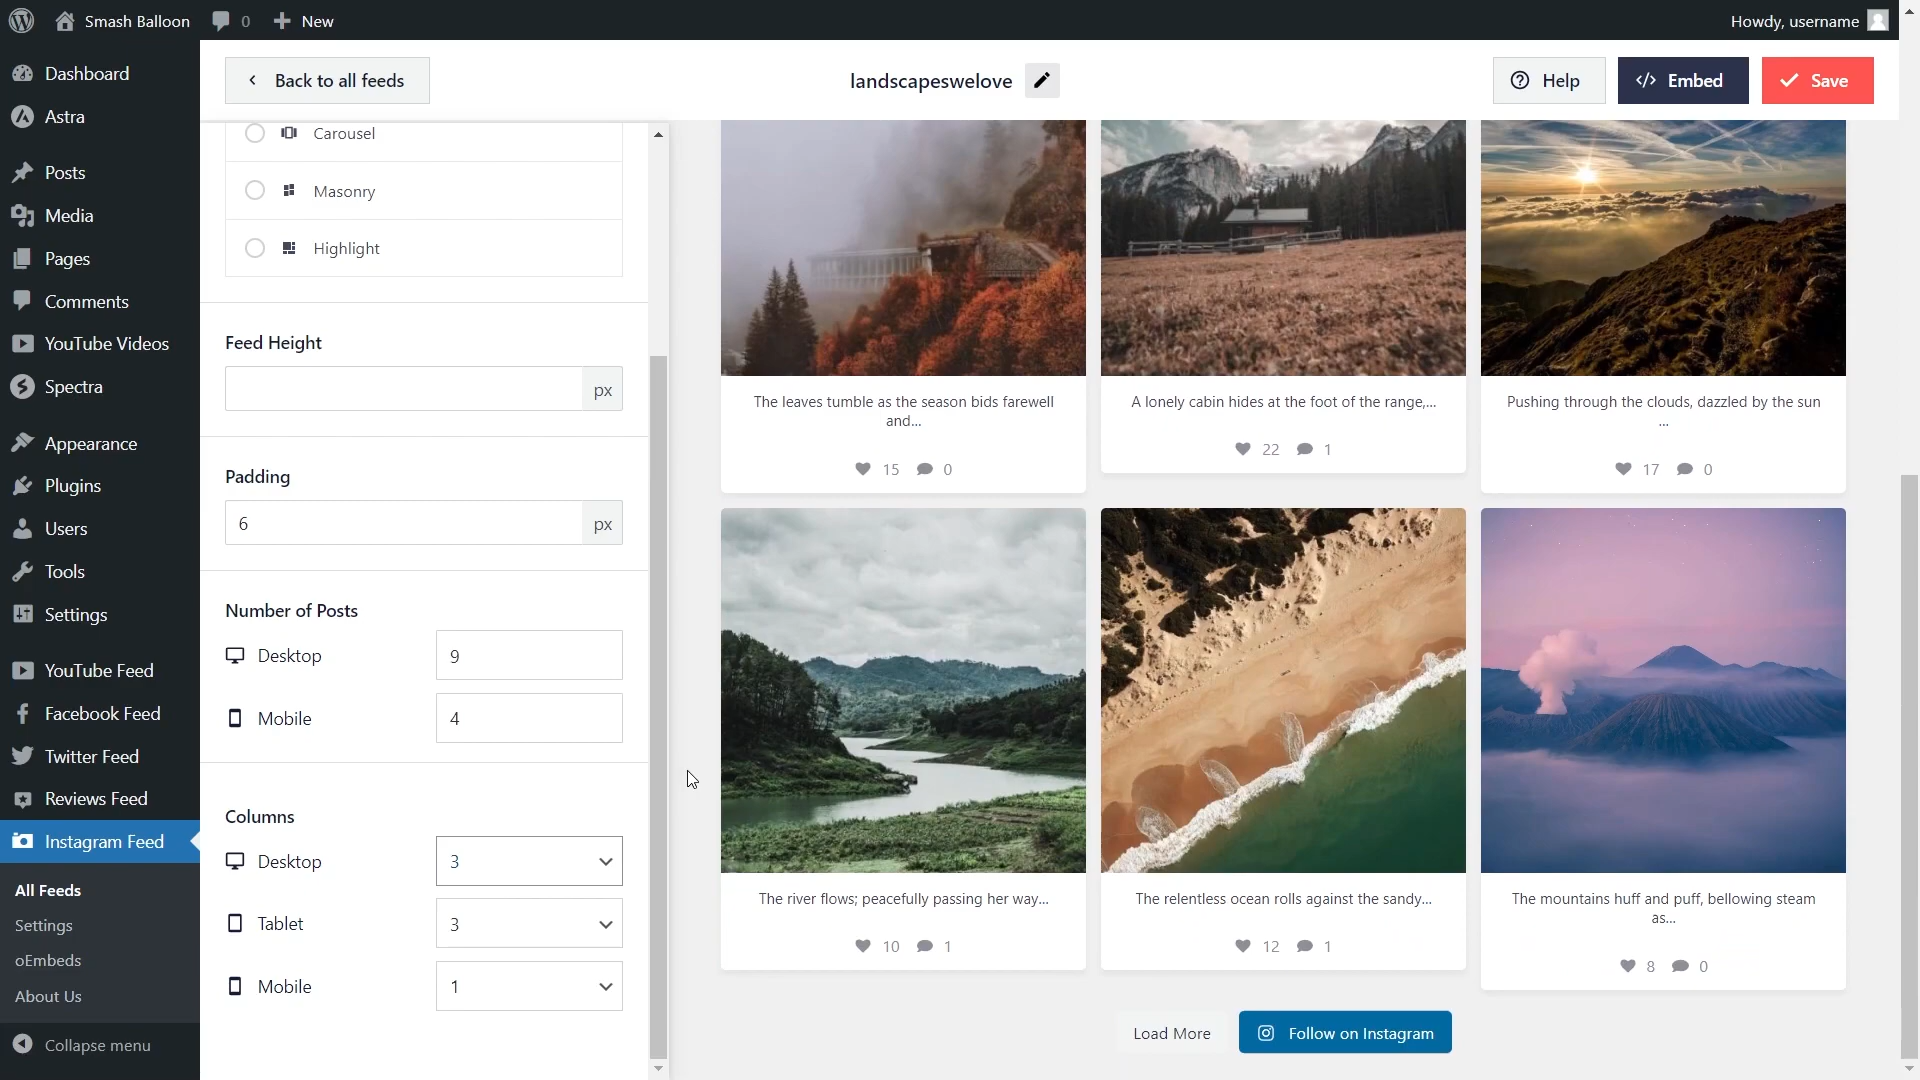 Smash Balloon 0 New Howdy, username
Dashboard
Astra
Posts
Media
Pages
Comments
YouTube Videos
Spectra
Appearance
Plugins
Users
Tools
Settings
YouTube Feed
Facebook Feed
Twitter Feed
Reviews Feed
Instagram Feed
All Feeds
Settings
oEmbeds
About Us
Collapse menu
Back to all feeds landscapeswelove Help Embed Save
Carousel
Masonry
Highlight
Feed Height
px
Padding
6 px
Number of Posts
Desktop 9
Mobile 4
Columns
Desktop 3
Tablet 3
Mobile 1
The leaves tumble as the season bids farewell
and...
15 0
A lonely cabin hides at the foot of the range,...
22 1
Pushing through the clouds, dazzled by the sun
...
17 0
The river flows; peacefully passing her way...
10 1
The relentless ocean rolls against the sandy...
12 1
The mountains huff and puff, bellowing steam
as...
8 0
Load More Follow on Instagram